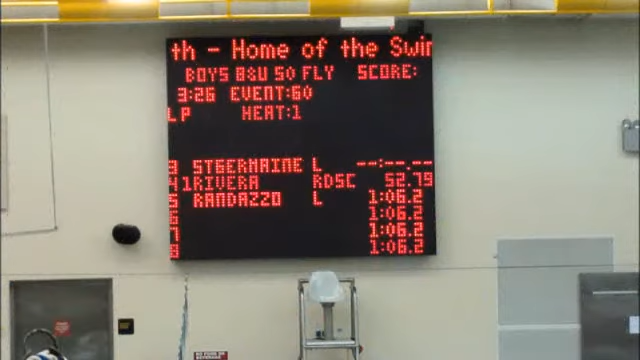 th - Home of the Swim
BOYS 8&U 50 FLY SCORE:
3:26 EVENT:60
LP HEAT:1
3 STGERMAINE L --:--.--
4 1RIVERA RDSC 52.79
5 RANDAZZO L 1:06.2
6 1:06.2
7 1:06.2
8 1:06.2